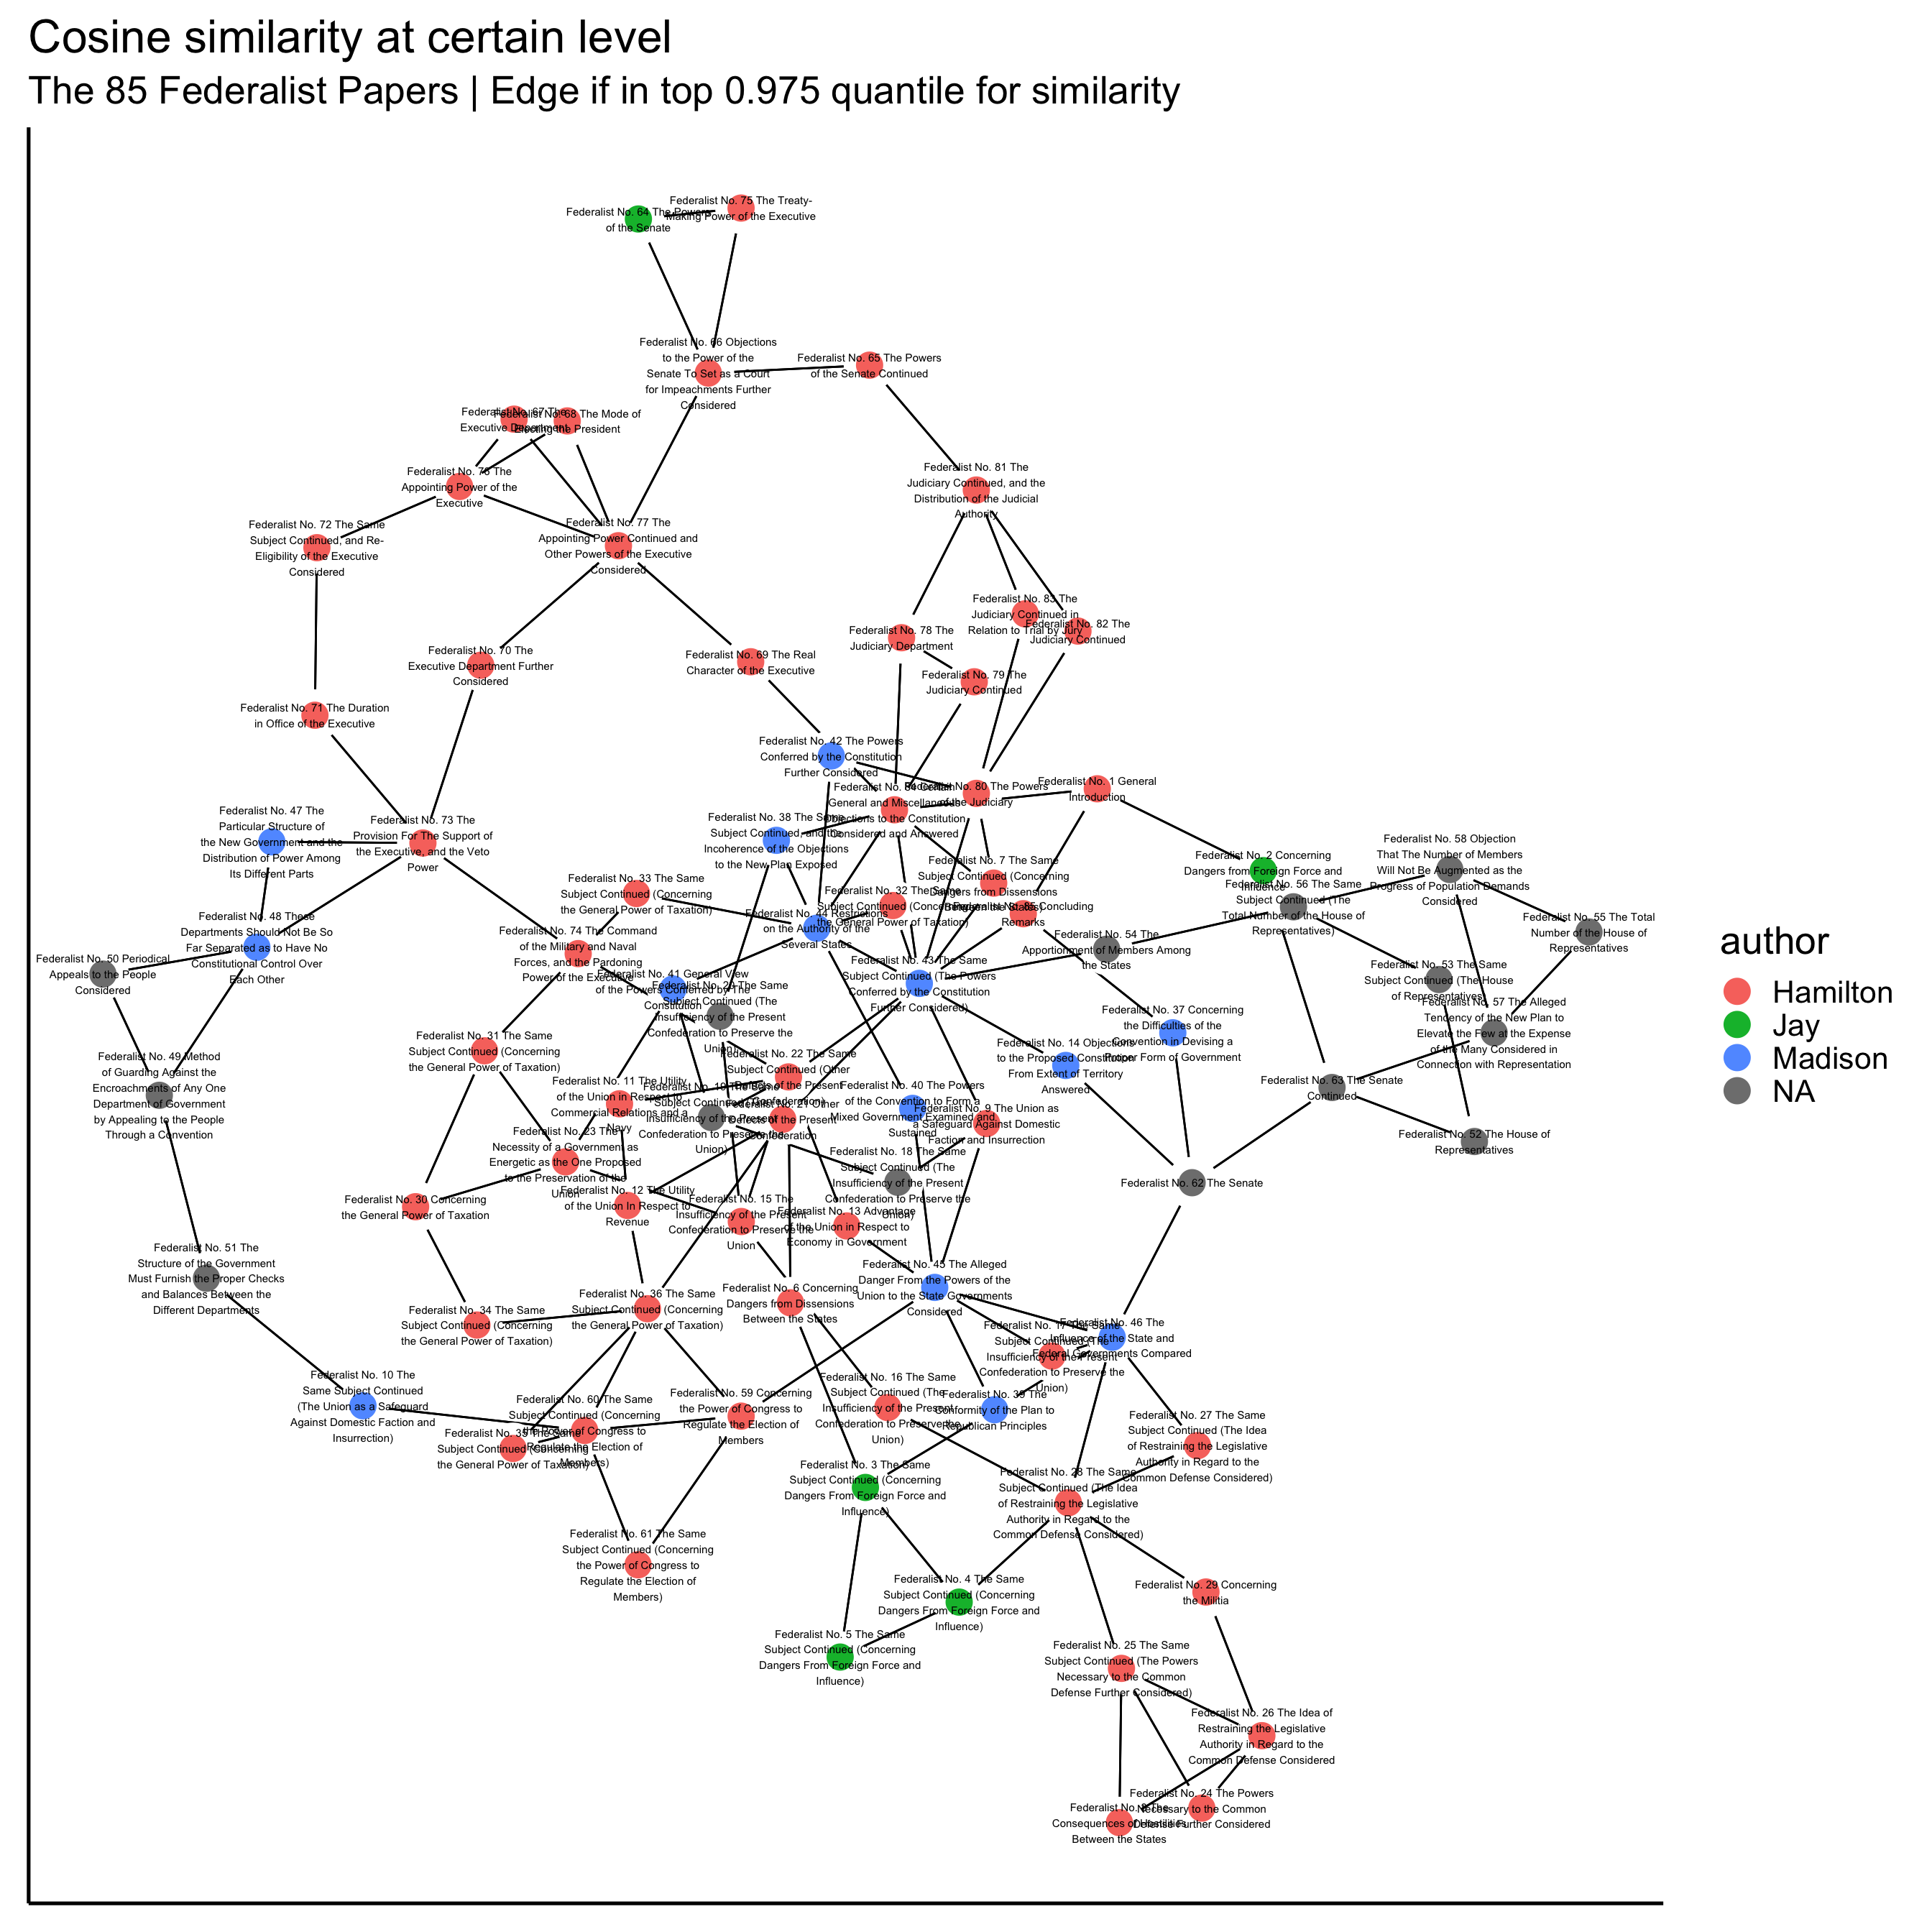 Cosine similarity at certain level
The 85 Federalist Papers | Edge if in top 0.975 quantile for similarity
Federalist No. 64 The Powers
of the Senate
Federalist No. 75 The Treaty-
Making Power of the Executive
Federalist No. 66 Objections
to the Power of the
Senate To Set as a Court
for Impeachments Further
Considered
Federalist No. 65 The Powers
of the Senate Continued
Federalist No. 67 The
Executive Department
Federalist No. 68 The Mode of
Electing the President
Federalist No. 76 The
Appointing Power of the
Executive
Federalist No. 81 The
Judiciary Continued, and the
Distribution of the Judicial
Authority
Federalist No. 72 The Same
Subject Continued, and Re-
Eligibility of the Executive
Considered
Federalist No. 77 The
Appointing Power Continued and
Other Powers of the Executive
Considered
Federalist No. 83 The
Judiciary Continued in
Relation to Trial by Jury
Federalist No. 82 The
Judiciary Continued
Federalist No. 78 The
Judiciary Department
Federalist No. 70 The
Executive Department Further
Considered
Federalist No. 69 The Real
Character of the Executive
Federalist No. 79 The
Judiciary Continued
Federalist No. 71 The Duration
in Office of the Executive
Federalist No. 42 The Powers
Conferred by the Constitution
Further Considered
Federalist No. 84 Certain
General and Miscellaneous
Objections to the Constitution
Considered and Answered
No. 80 The Powers
of the Judiciary
Federalist No. 1 General
Introduction
Federalist No. 47 The
Particular Structure of
the New Government and the
Distribution of Power Among
Its Different Parts
Federalist No. 73 The
Provision For The Support of
the Executive, and the Veto
Power
Federalist No. 38 The Same
Subject Continued, and the
Incoherence of the Objections
to the New Plan Exposed
Federalist No. 58 Objection
That The Number of Members
Will Not Be Augmented as the
Progress of Population Demands
Considered
Federalist No. 2 Concerning
Dangers from Foreign Force and
Influence
Federalist No. 56 The Same
Subject Continued (The
Total Number of the House of
Representatives)
Federalist No. 7 The Same
Subject Continued (Concerning
Dangers from Dissensions
Between the States)
Federalist No. 33 The Same
Subject Continued (Concerning
the General Power of Taxation)
Federalist No. 32 The Same
Subject Continued (Concerning
the General Power of Taxation)
Concluding
Remarks
Federalist No. 44 Restrictions
on the Authority of the
Several States
Federalist No. 55 The Total
Number of the House of
Representatives
Federalist No. 48 These
Departments Should Not Be So
Far Separated as to Have No
Constitutional Control Over
Each Other
Federalist No. 74 The Command
of the Military and Naval
Forces, and the Pardoning
Power of the Executive
Federalist No. 54 The
Apportionment of Members Among
the States
Federalist No. 50 Periodical
Appeals to the People
Considered
Federalist No. 41 General View
of the Powers Conferred by The
Constitution
The Same
Subject Continued (The
Insufficiency of the Present
Confederation to Preserve the
Union)
Federalist No. 43 The Same
Subject Continued (The Powers
Conferred by the Constitution
Further Considered)
Federalist No. 53 The Same
Subject Continued (The House
of Representatives)
Federalist No. 57 The Alleged
Tendency of the New Plan to
Elevate the Few at the Expense
of the Many Considered in
Connection with Representation
Federalist No. 37 Concerning
the Difficulties of the
Convention in Devising a
Proper Form of Government
Federalist No. 31 The Same
Subject Continued (Concerning
the General Power of Taxation)
Federalist No. 14 Objections
to the Proposed Constitution
From Extent of Territory
Answered
Federalist No. 49 Method
of Guarding Against the
Encroachments of Any One
Department of Government
by Appealing to the People
Through a Convention
Federalist No. 22 The Same
Subject Continued (Other
Defects of the Present
Confederation)
Federalist No. 11 The Utility
of the Union in Respect to
Commercial Relations and a
Navy
The Same
Subject Continued
Insufficiency of the Present
Confederation to Preserve the
Union)
Other
Defects of the Present
Confederation
Federalist No. 40 The Powers
of the Convention to Form a
Mixed Government Examined and
Sustained
Federalist No. 9 The Union as
a Safeguard Against Domestic
Faction and Insurrection
Federalist No. 63 The Senate
Continued
Federalist No. 52 The House of
Representatives
Federalist No. 23 The
Necessity of a Government as
Energetic as the One Proposed
to the Preservation of the
Union
Federalist No. 18 The Same
Subject Continued (The
Insufficiency of the Present
Confederation to Preserve the
Union)
Federalist No. 62 The Senate
Federalist No. 30 Concerning
the General Power of Taxation
Federalist No. 12 The Utility
of the Union In Respect to
Revenue
Federalist No. 15 The
Insufficiency of the Present
Confederation to Preserve the
Union
Federalist No. 13 Advantage
of the Union in Respect to
Economy in Government
Federalist No. 51 The
Structure of the Government
Must Furnish the Proper Checks
and Balances Between the
Different Departments
Federalist No. 45 The Alleged
Danger From the Powers of the
Union to the State Governments
Considered
Federalist No. 6 Concerning
Dangers from Dissensions
Between the States
Federalist No. 36 The Same
Subject Continued (Concerning
the General Power of Taxation)
Federalist No. 34 The Same
Subject Continued (Concerning
the General Power of Taxation)
Federalist No. 17 The Same
Subject Continued (The
Insufficiency of the Present
Confederation to Preserve the
Union)
Federalist No. 46 The
Influence of the State and
Federal Governments Compared
Federalist No. 10 The
Same Subject Continued
(The Union as a Safeguard
Against Domestic Faction and
Insurrection)
Federalist No. 60 The Same
Subject Continued (Concerning
the Power of Congress to
Regulate the Election of
Members)
Federalist No. 35 The Same
Subject Continued (Concerning
the General Power of Taxation)
Federalist No. 59 Concerning
the Power of Congress to
Regulate the Election of
Members
Federalist No. 16 The Same
Subject Continued (The
Insufficiency of the Present
Confederation to Preserve the
Union)
Federalist No. 39 The
Conformity of the Plan to
Republican Principles
Federalist No. 27 The Same
Subject Continued (The Idea
of Restraining the Legislative
Authority in Regard to the
Common Defense Considered)
Federalist No. 3 The Same
Subject Continued (Concerning
Dangers From Foreign Force and
Influence)
Federalist No. 28 The Same
Subject Continued (The Idea
of Restraining the Legislative
Authority in Regard to the
Common Defense Considered)
Federalist No. 61 The Same
Subject Continued (Concerning
the Power of Congress to
Regulate the Election of
Members)
Federalist No. 4 The Same
Subject Continued (Concerning
Dangers From Foreign Force and
Influence)
Federalist No. 29 Concerning
the Militia
Federalist No. 5 The Same
Subject Continued (Concerning
Dangers From Foreign Force and
Influence)
Federalist No. 25 The Same
Subject Continued (The Powers
Necessary to the Common
Defense Further Considered)
Federalist No. 26 The Idea of
Restraining the Legislative
Authority in Regard to the
Common Defense Considered
Federalist No. 24 The Powers
Necessary to the Common
Defense Further Considered
Federalist No. 8 The
Consequences of Hostilities
Between the States
author
Hamilton
Jay
Madison
NA